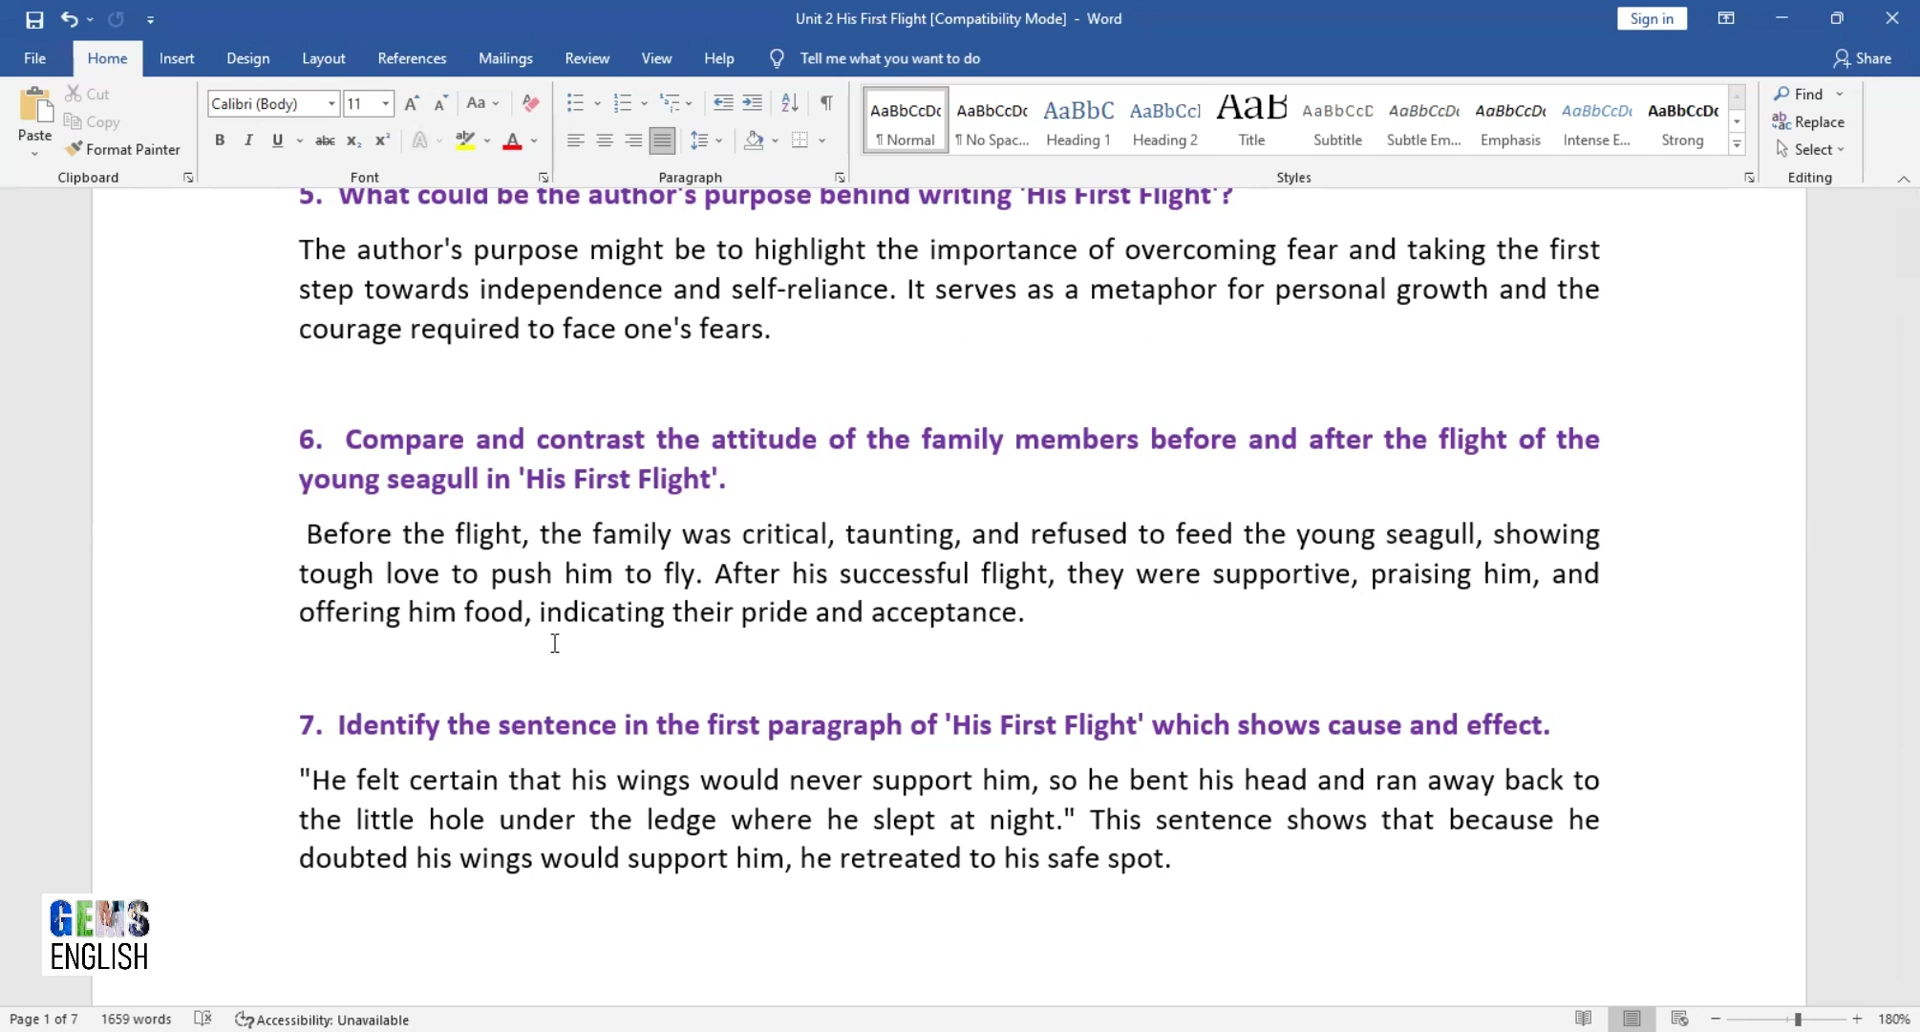 Unit 2 His First Flight [Compatibility Mode] - Word
Sign in
File Home Insert Design Layout References Mailings Review View Help Tell me what you want to do Share
Paste
Cut
Copy
Format Painter
Clipboard
Calibri (Body) 11
Font
Paragraph
AaBbCcDc AaBbCcDc AaBbC AaBbCcI AaB AaBbCcD AaBbCcDc AaBbCcDc AaBbCcDc AaBbCcDc
¶ Normal ¶ No Spac... Heading 1 Heading 2 Title Subtitle Subtle Em... Emphasis Intense E... Strong
Styles
Find
Replace
Select
Editing
5. What could be the author's purpose behind writing 'His First Flight'?
The author's purpose might be to highlight the importance of overcoming fear and taking the first
step towards independence and self-reliance. It serves as a metaphor for personal growth and the
courage required to face one's fears.
6. Compare and contrast the attitude of the family members before and after the flight of the
young seagull in 'His First Flight'.
Before the flight, the family was critical, taunting, and refused to feed the young seagull, showing
tough love to push him to fly. After his successful flight, they were supportive, praising him, and
offering him food, indicating their pride and acceptance.
7. Identify the sentence in the first paragraph of 'His First Flight' which shows cause and effect.
"He felt certain that his wings would never support him, so he bent his head and ran away back to
the little hole under the ledge where he slept at night." This sentence shows that because he
doubted his wings would support him, he retreated to his safe spot.
GEMS
ENGLISH
Page 1 of 7 1659 words Accessibility: Unavailable 180%